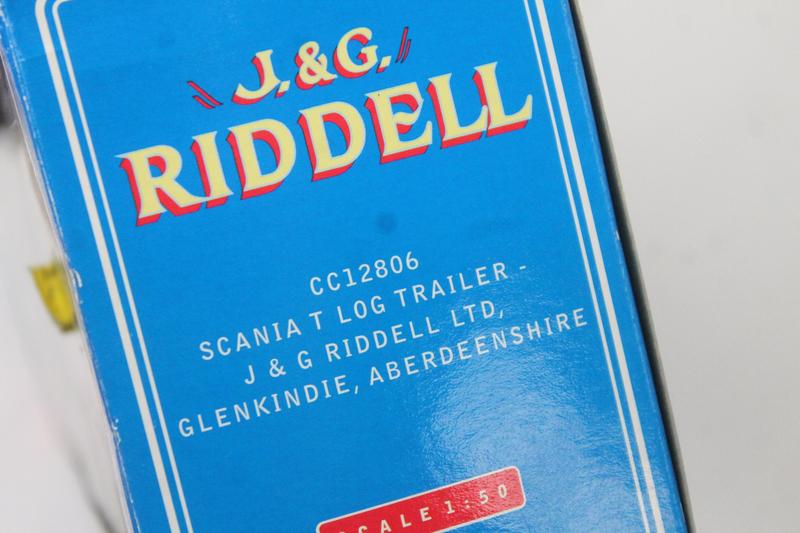 J.&G.
RIDDELL
CC12806
SCANIA T LOG TRAILER -
J & G RIDDELL LTD,
GLENKINDIE, ABERDEENSHIRE
SCALE 1:50